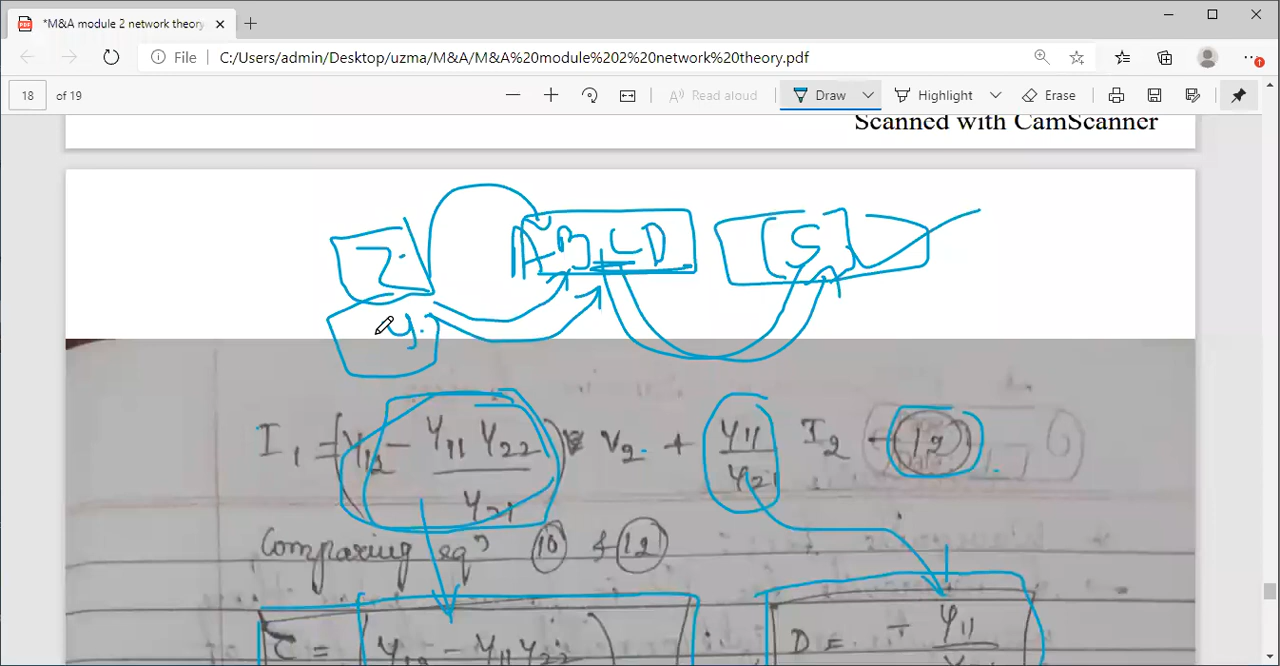 *M&A module 2 network theory
File C:/Users/admin/Desktop/uzma/M&A/M&A%20module%202%20network%20theory.pdf
18 of 19 Read aloud Draw Highlight Erase
Scanned with CamScanner
Z ABCD [S]
Y
I1 = (Y12 - Y11 Y22 / Y21) V2 + Y11 / Y21 I2 - (12)
Comparing eqn (10) & (12)
C = (Y12 - Y11 Y22) D = - Y11